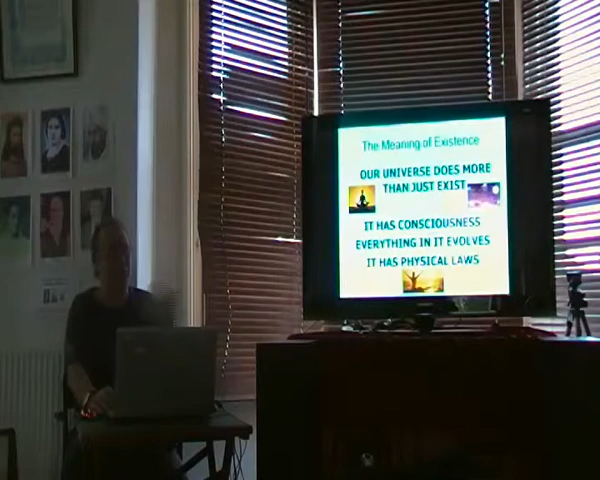 The Meaning of Existence
OUR UNIVERSE DOES MORE
THAN JUST EXIST
IT HAS CONSCIOUSNESS
EVERYTHING IN IT EVOLVES
IT HAS PHYSICAL LAWS